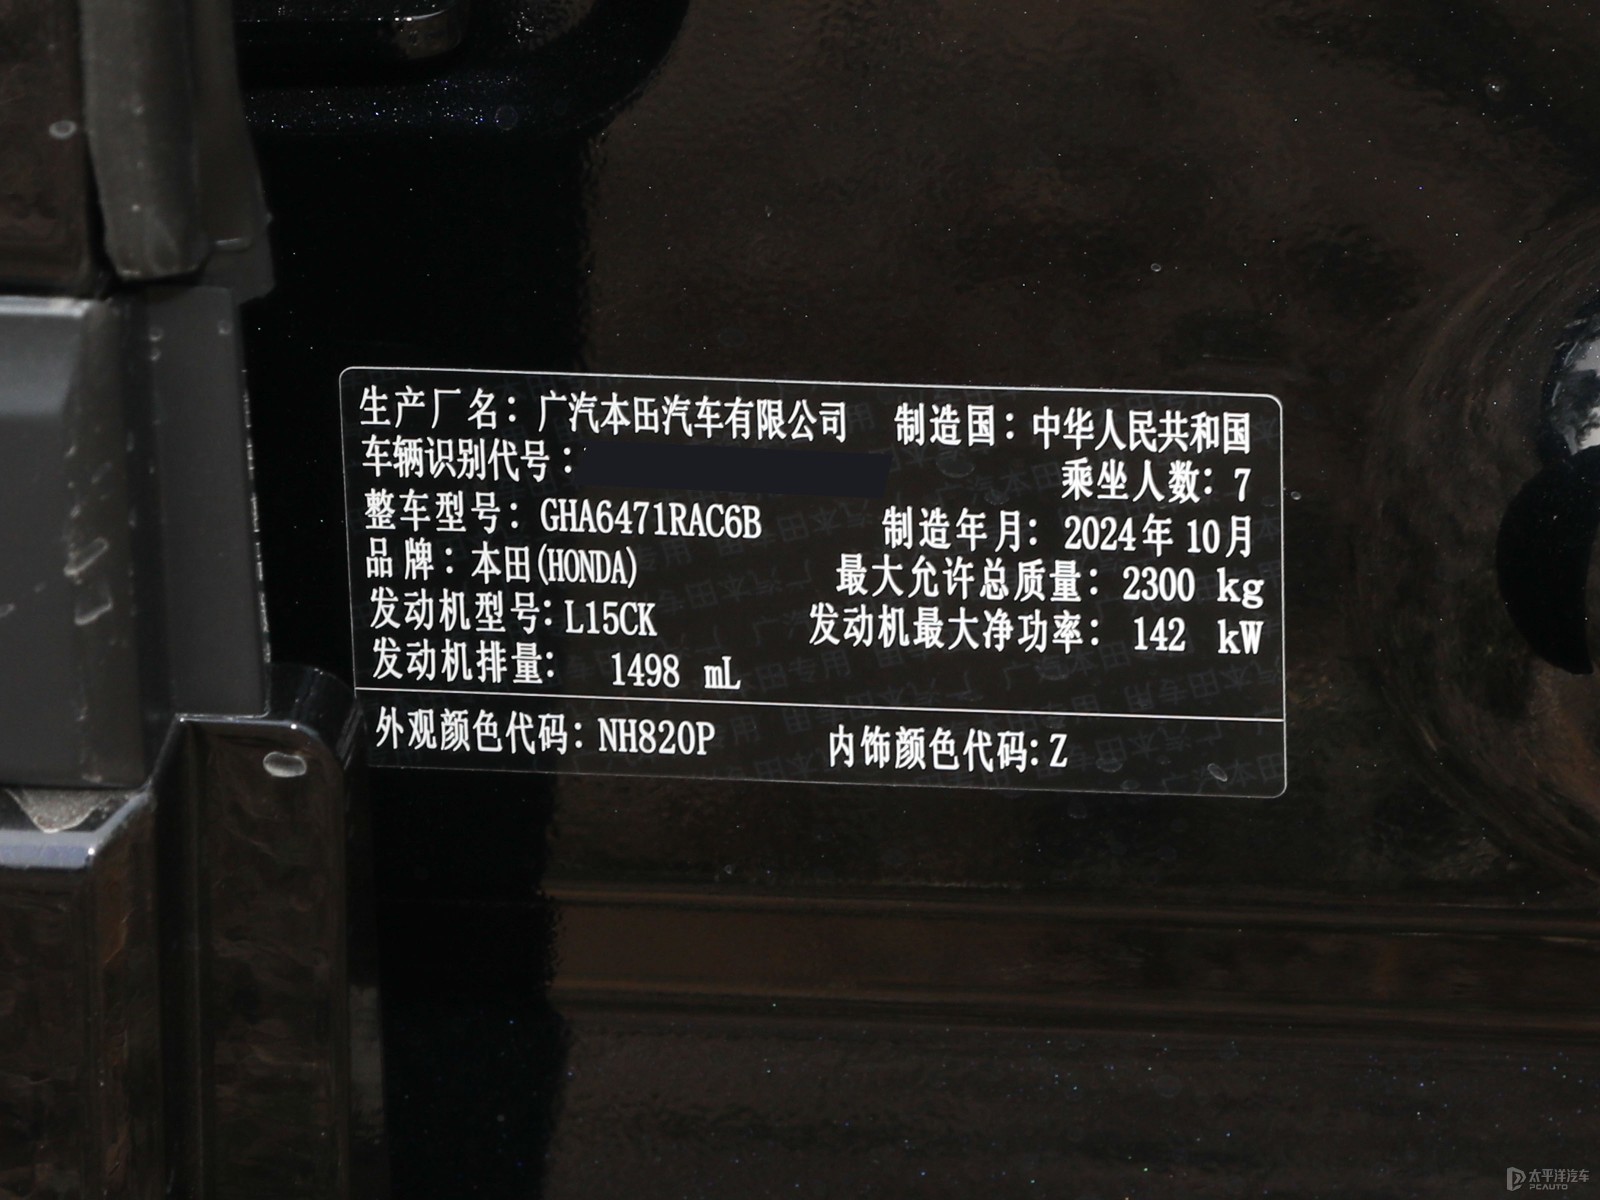 生产厂名：广汽本田汽车有限公司 制造国：中华人民共和国
车辆识别代号：
乘坐人数：7
整车型号：GHA6471RAC6B 制造年月：2024年10月
品牌：本田(HONDA) 最大允许总质量：2300 kg
发动机型号：L15CK 发动机最大净功率：142 kW
发动机排量：1498 mL
外观颜色代码：NH820P 内饰颜色代码：Z
太平洋汽车
PCAUTO